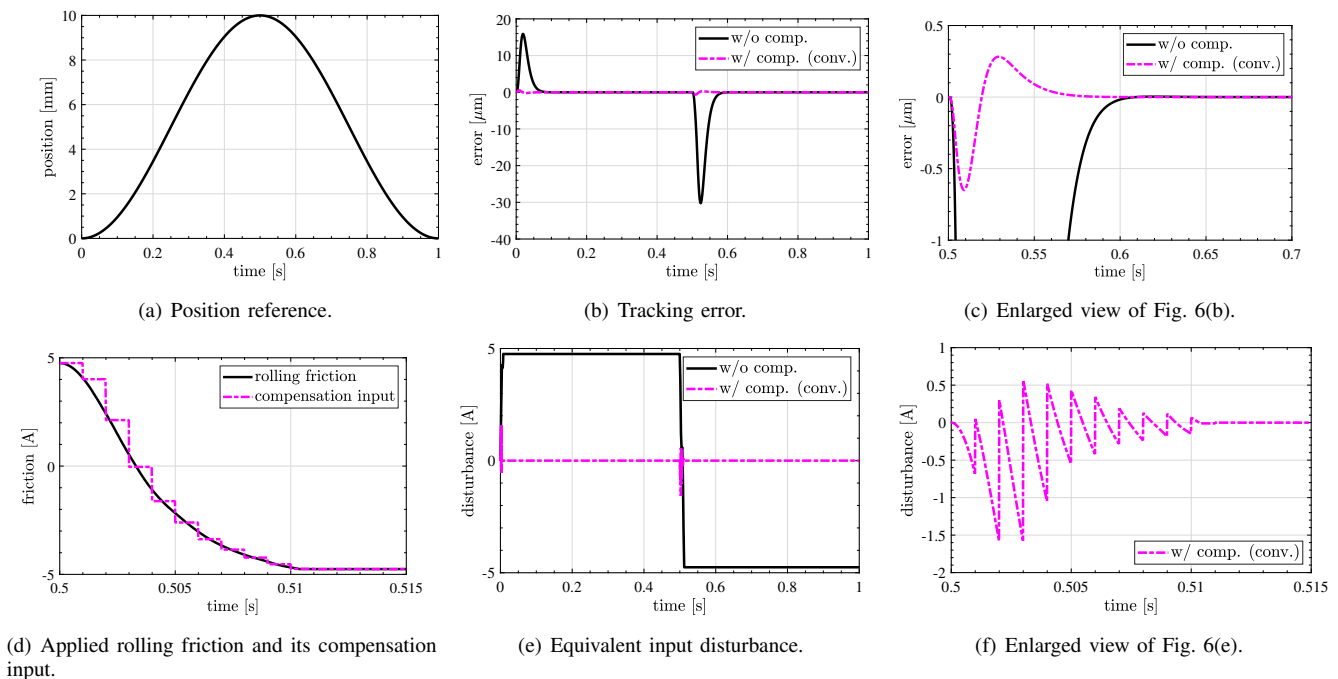 10
8
6
4
2
0
position [mm]
0
0.2
0.4
0.6
0.8
1
time [s]
(a) Position reference.
20
10
0
-10
-20
-30
-40
error [μm]
w/o comp.
w/ comp. (conv.)
0
0.2
0.4
0.6
0.8
1
time [s]
(b) Tracking error.
0.5
0
-0.5
-1
error [μm]
w/o comp.
w/ comp. (conv.)
0.5
0.55
0.6
0.65
0.7
time [s]
(c) Enlarged view of Fig. 6(b).
5
0
-5
friction [A]
rolling friction
compensation input
0.5
0.505
0.51
0.515
time [s]
(d) Applied rolling friction and its compensation
input.
5
0
-5
disturbance [A]
w/o comp.
w/ comp. (conv.)
0
0.2
0.4
0.6
0.8
1
time [s]
(e) Equivalent input disturbance.
1
0.5
0
-0.5
-1
-1.5
-2
disturbance [A]
w/ comp. (conv.)
0.5
0.505
0.51
0.515
time [s]
(f) Enlarged view of Fig. 6(e).